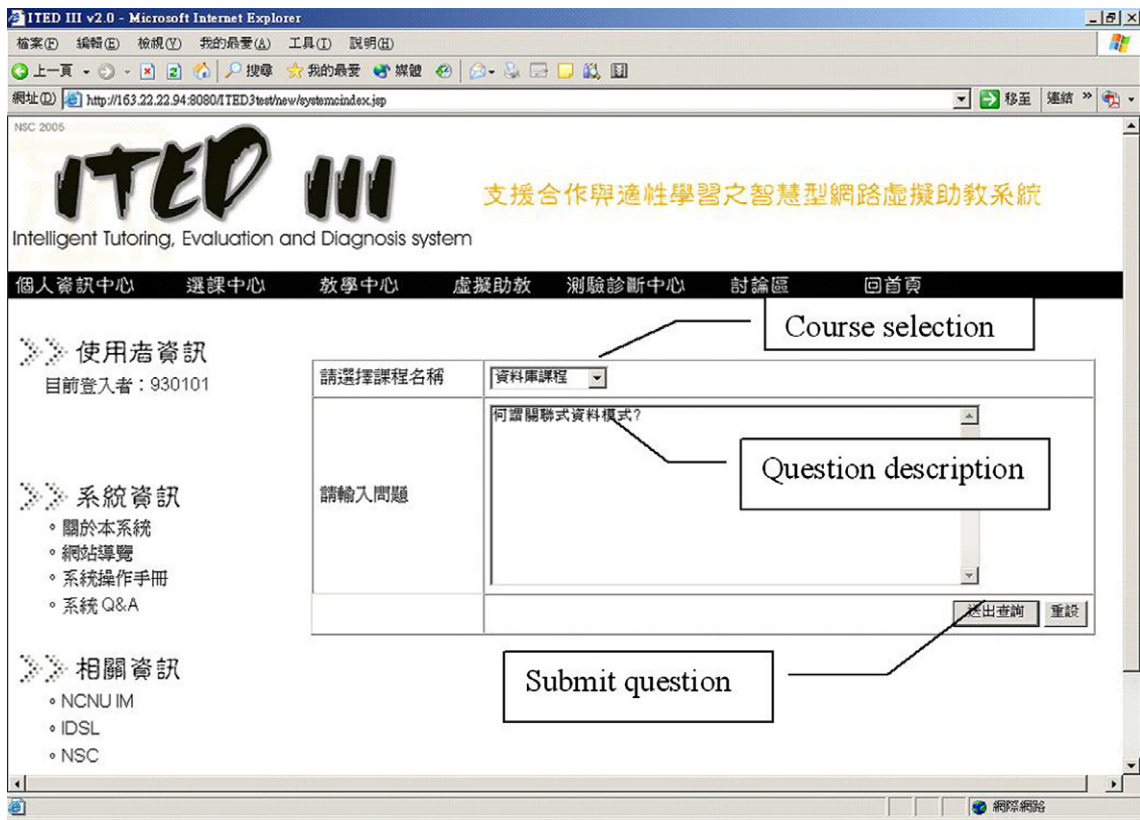 ITED III v2.0 - Microsoft Internet Explorer
檔案(F) 編輯(E) 檢視(V) 我的最愛(A) 工具(T) 說明(H)
上一頁 搜尋 我的最愛 媒體
網址(D) http://163.22.22.94:8080/ITED3test/new/systemcindex.jsp 移至 連結 »
NSC 2005
ITED III
支援合作與適性學習之智慧型網路虛擬助教系統
Intelligent Tutoring, Evaluation and Diagnosis system
個人資訊中心 選課中心 教學中心 虛擬助教 測驗診斷中心 討論區 回首頁
Course selection
使用者資訊
目前登入者：930101
請選擇課程名稱 資料庫課程
何謂關聯式資料模式?
Question description
請輸入問題
系統資訊
關於本系統
網站導覽
系統操作手冊
系統 Q&A
送出查詢 重設
Submit question
相關資訊
NCNU IM
IDSL
NSC
網際網路